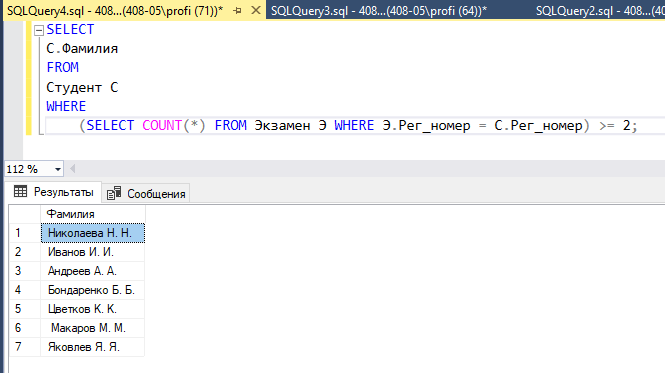 SQLQuery4.sql - 408...(408-05\profi (71))* SQLQuery3.sql - 408...(408-05\profi (64))* SQLQuery2.sql - 408...(40
SELECT
С.Фамилия
FROM
Студент С
WHERE
(SELECT COUNT(*) FROM Экзамен Э WHERE Э.Рег_номер = С.Рег_номер) >= 2;
112 %
Результаты Сообщения
Фамилия
1 Николаева Н. Н.
2 Иванов И. И.
3 Андреев А. А.
4 Бондаренко Б. Б.
5 Цветков К. К.
6 Макаров М. М.
7 Яковлев Я. Я.